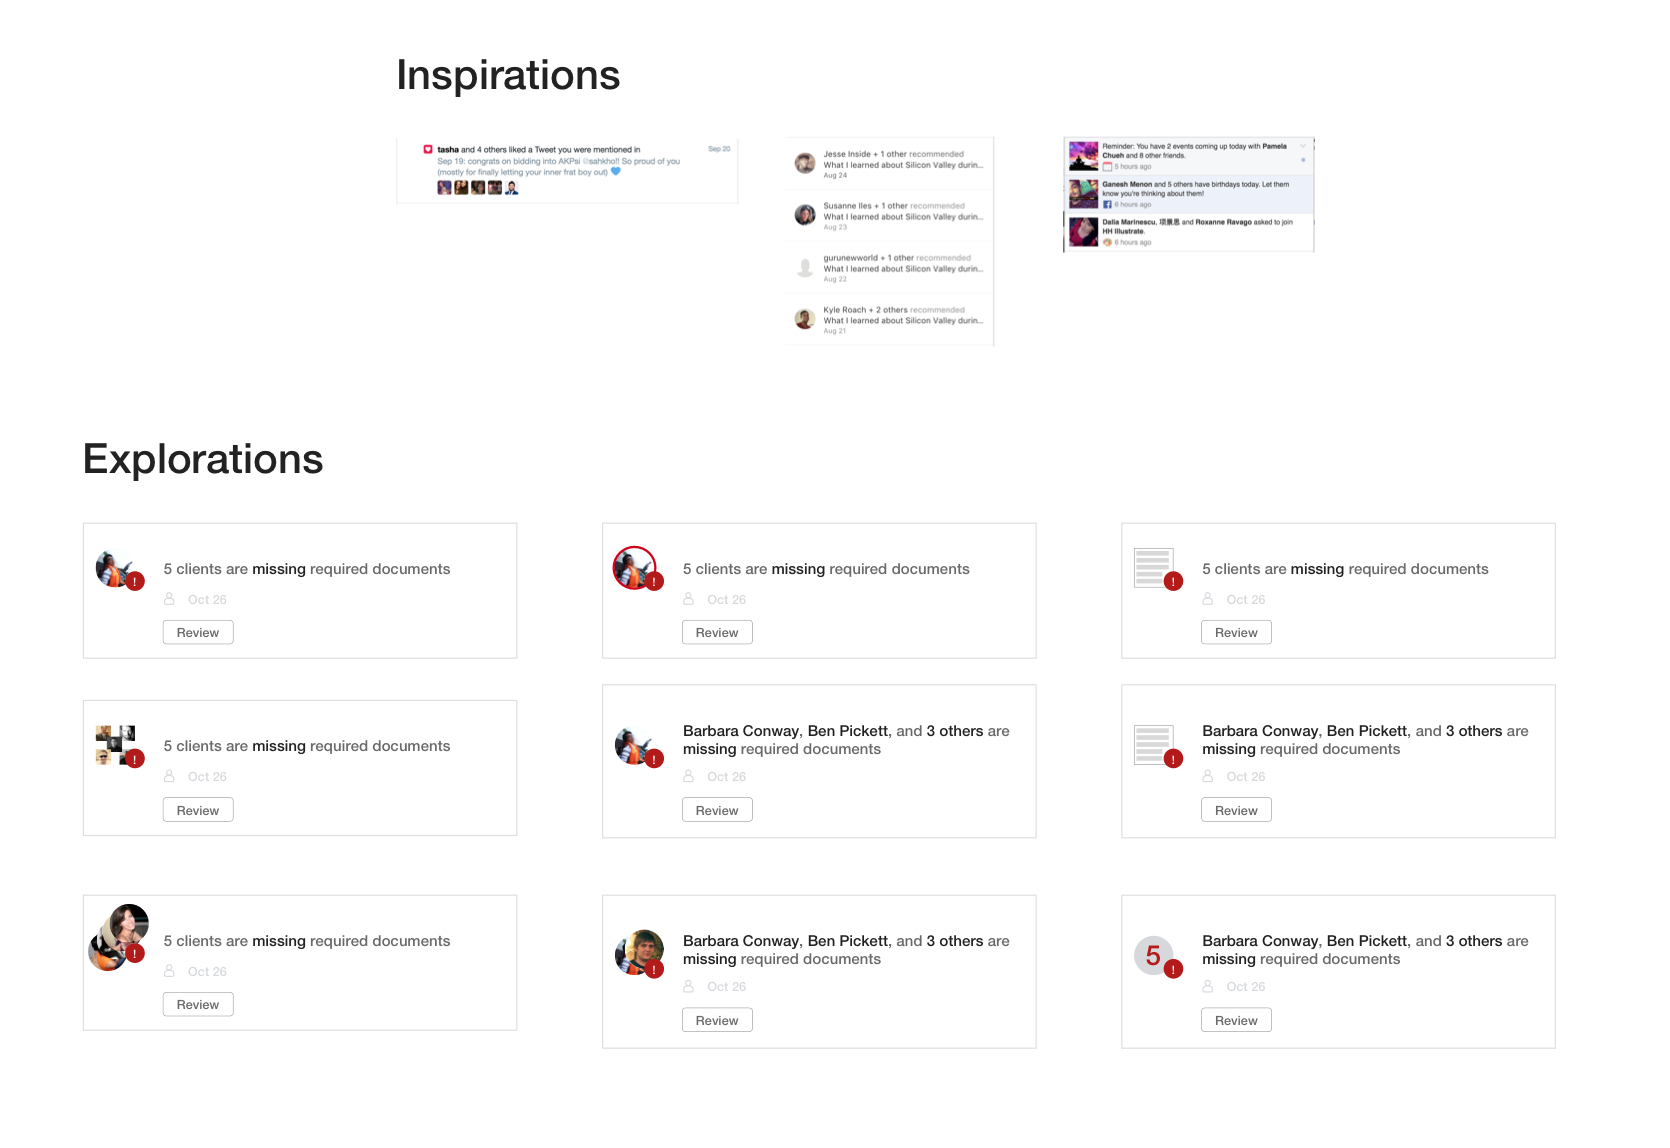 Inspirations
tasha and 4 others liked a Tweet you were mentioned in
Sep 20
Sep 19: congrats on bidding into AKPsi @sahkho!! So proud of you
(mostly for finally letting your inner frat boy out) 💙
Jesse Inside + 1 other recommended
What I learned about Silicon Valley durin...
Aug 24
Susanne Iles + 1 other recommended
What I learned about Silicon Valley durin...
Aug 23
gurunewworld + 1 other recommended
What I learned about Silicon Valley durin...
Aug 22
Kyle Roach + 2 others recommended
What I learned about Silicon Valley durin...
Aug 21
Reminder: You have 2 events coming up today with Pamela
Chueh and 8 other friends.
5 hours ago
Ganesh Menon and 5 others have birthdays today. Let them
know you're thinking about them!
6 hours ago
Dalia Marinescu, 項景思 and Roxanne Ravago asked to join
HH Illustrate.
6 hours ago
Explorations
5 clients are missing required documents
Oct 26
Review
5 clients are missing required documents
Oct 26
Review
5 clients are missing required documents
Oct 26
Review
5 clients are missing required documents
Oct 26
Review
Barbara Conway, Ben Pickett, and 3 others are
missing required documents
Oct 26
Review
Barbara Conway, Ben Pickett, and 3 others are
missing required documents
Oct 26
Review
5 clients are missing required documents
Oct 26
Review
Barbara Conway, Ben Pickett, and 3 others are
missing required documents
Oct 26
Review
5
Barbara Conway, Ben Pickett, and 3 others are
missing required documents
Oct 26
Review